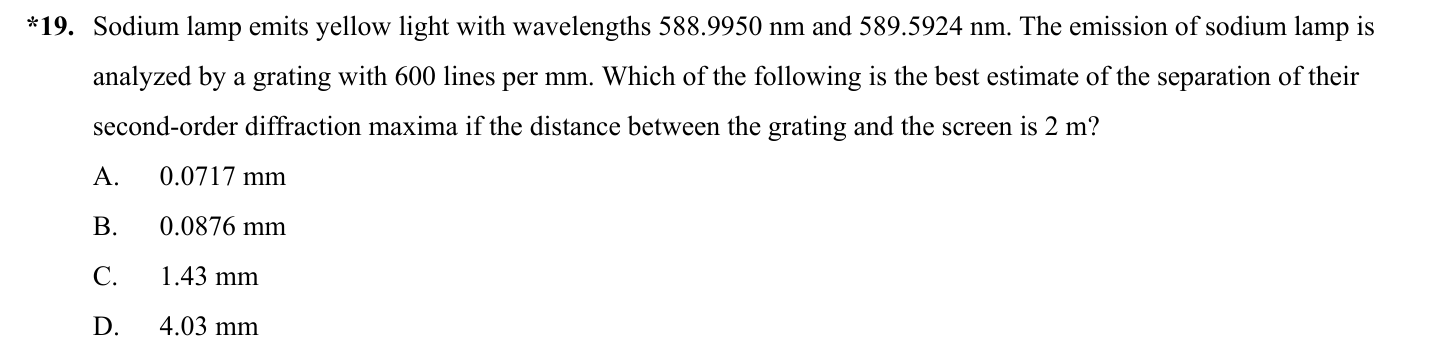 *19. Sodium lamp emits yellow light with wavelengths 588.9950 nm and 589.5924 nm. The emission of sodium lamp is
analyzed by a grating with 600 lines per mm. Which of the following is the best estimate of the separation of their
second-order diffraction maxima if the distance between the grating and the screen is 2 m?
A. 0.0717 mm
B. 0.0876 mm
C. 1.43 mm
D. 4.03 mm